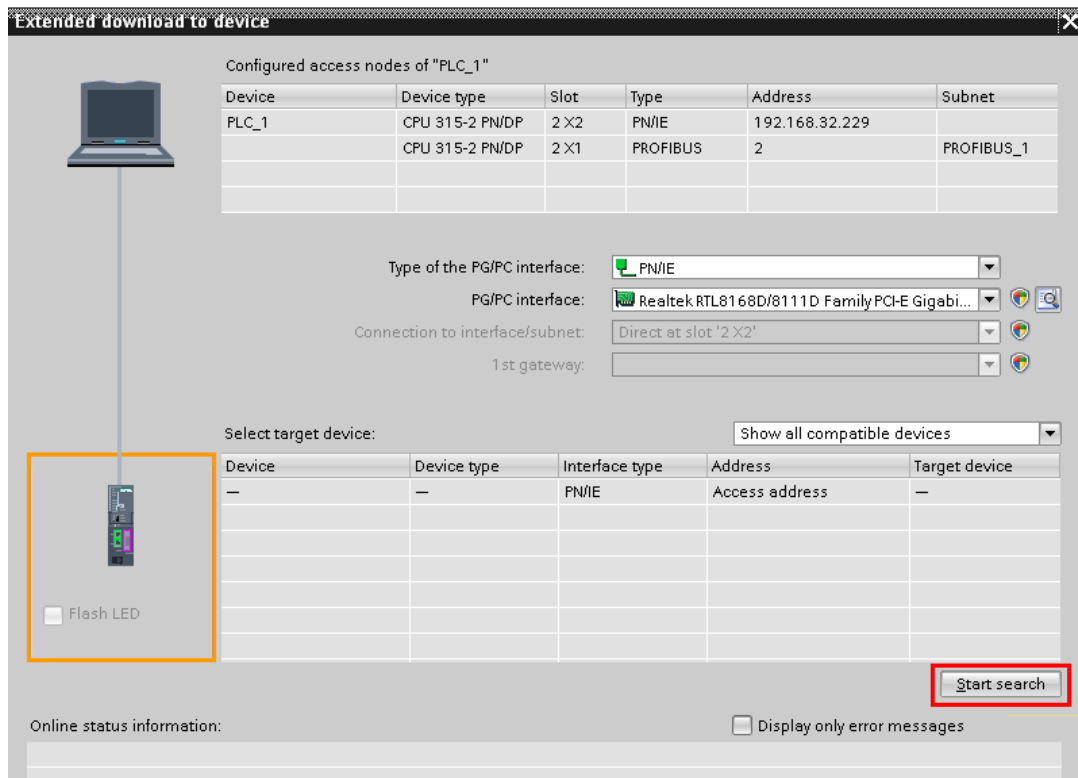 Extended download to device
Configured access nodes of "PLC_1"
Device Device type Slot Type Address Subnet
PLC_1 CPU 315-2 PN/DP 2 X2 PN/IE 192.168.32.229
CPU 315-2 PN/DP 2 X1 PROFIBUS 2 PROFIBUS_1
Type of the PG/PC interface: PN/IE
PG/PC interface: Realtek RTL8168D/8111D Family PCI-E Gigabi...
Connection to interface/subnet: Direct at slot '2 X2'
1st gateway:
Select target device: Show all compatible devices
Device Device type Interface type Address Target device
— — PN/IE Access address —
Flash LED
Start search
Online status information: Display only error messages